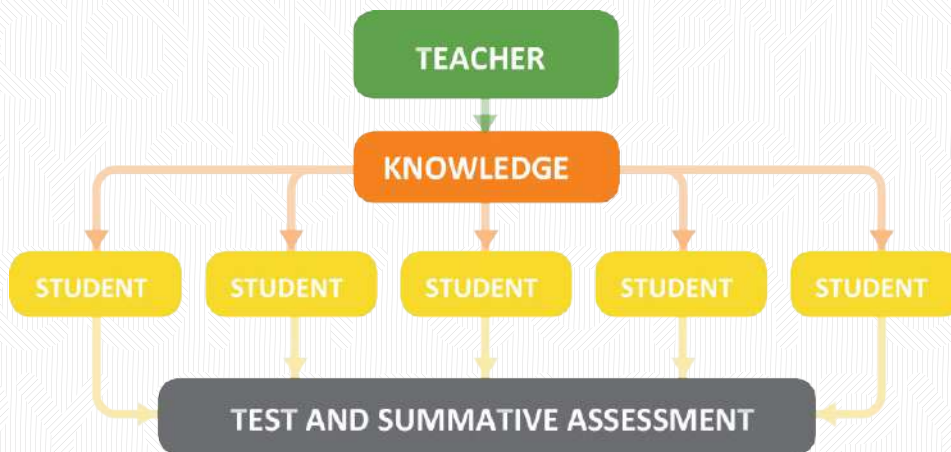 TEACHER
KNOWLEDGE
STUDENT
STUDENT
STUDENT
STUDENT
STUDENT
TEST AND SUMMATIVE ASSESSMENT